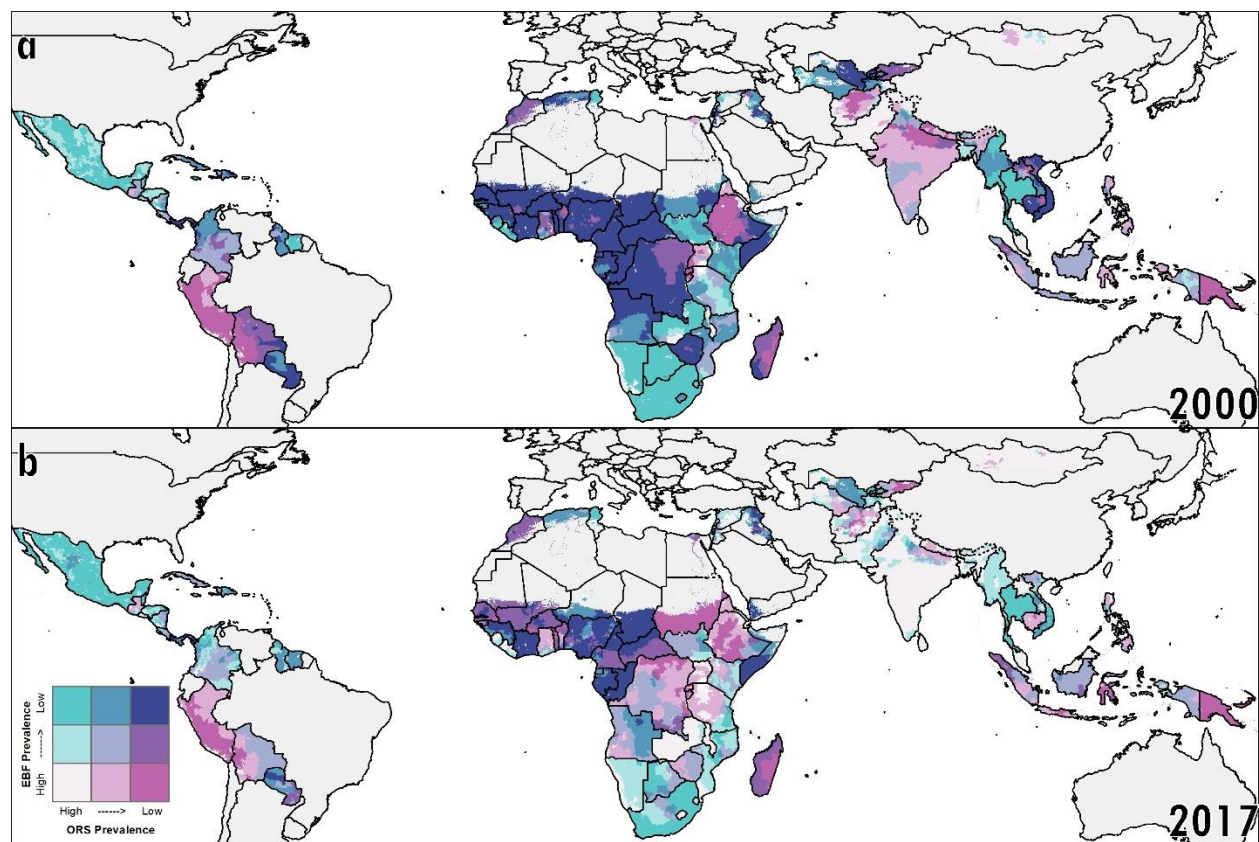 a
2000
b
EBF Prevalence
High ------> Low
High ------> Low
ORS Prevalence
2017